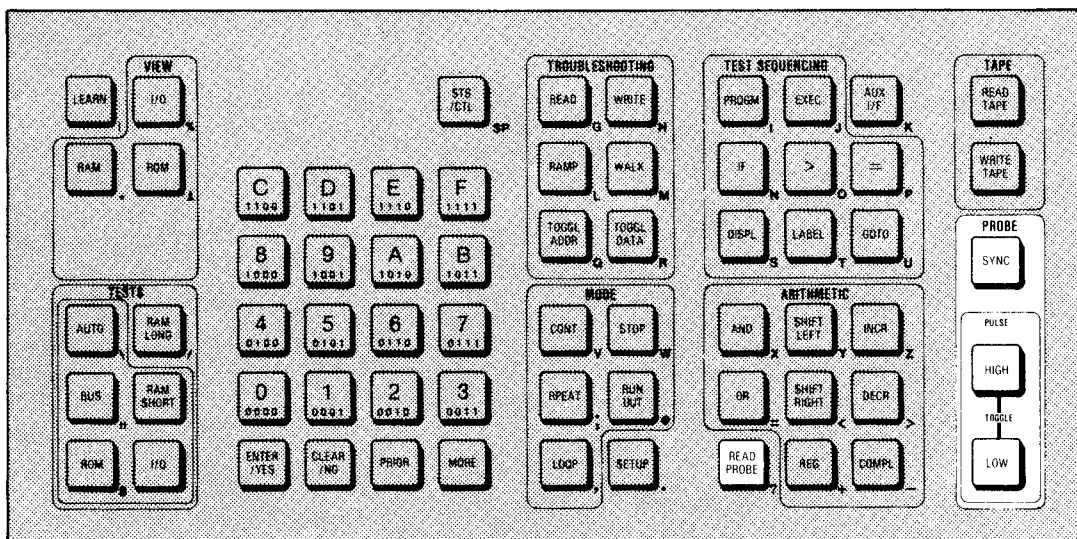 VIEW
LEARN
I/O %
RAM .
ROM
STS /CTL SP
C 1100
D 1101
E 1110
F 1111
8 1000
9 1001
A 1010
B 1011
4 0100
5 0101
6 0110
7 0111
0 0000
1 0001
2 0010
3 0011
ENTER /YES
CLEAR /NO
PRIOR
MORE
TESTS
AUTO \
RAM LONG /
BUS
RAM SHORT
ROM $
I/O
TROUBLESHOOTING
READ G
WRITE H
RAMP L
WALK M
TOGGL ADDR Q
TOGGL DATA R
MODE
CONT V
STOP W
RPEAT ;
RUN UUT
LOOP ,
SETUP .
TEST SEQUENCING
PROGM I
EXEC J
AUX I/F K
IF N
> O
= P
DISPL S
LABEL T
GOTO U
ARITHMETIC
AND X
SHIFT LEFT Y
INCR Z
OR =
SHIFT RIGHT <
DECR >
READ PROBE ?
REG +
COMPL –
TAPE
READ TAPE
WRITE TAPE
PROBE
SYNC
PULSE
HIGH
TOGGLE
LOW